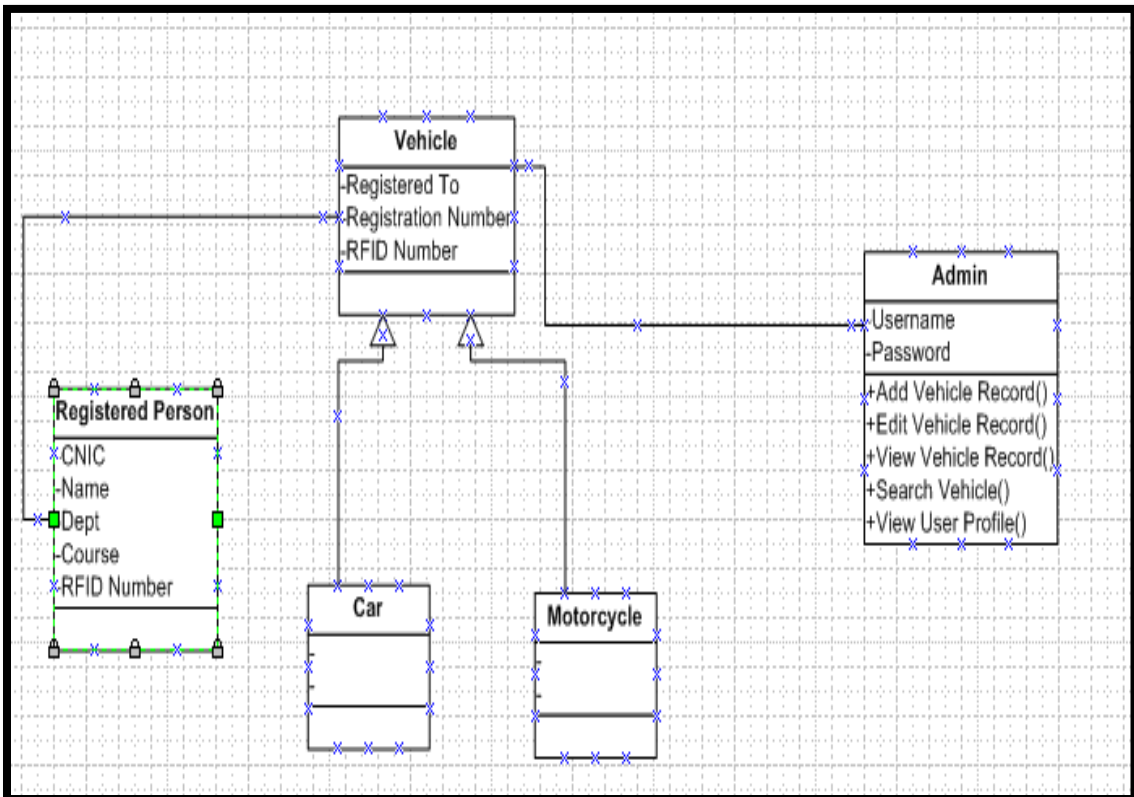 Vehicle
-Registered To
-Registration Number
-RFID Number
Admin
-Username
-Password
+Add Vehicle Record()
+Edit Vehicle Record()
+View Vehicle Record()
+Search Vehicle()
+View User Profile()
Registered Person
-CNIC
-Name
-Dept
-Course
-RFID Number
Car
-
-
Motorcycle
-
-